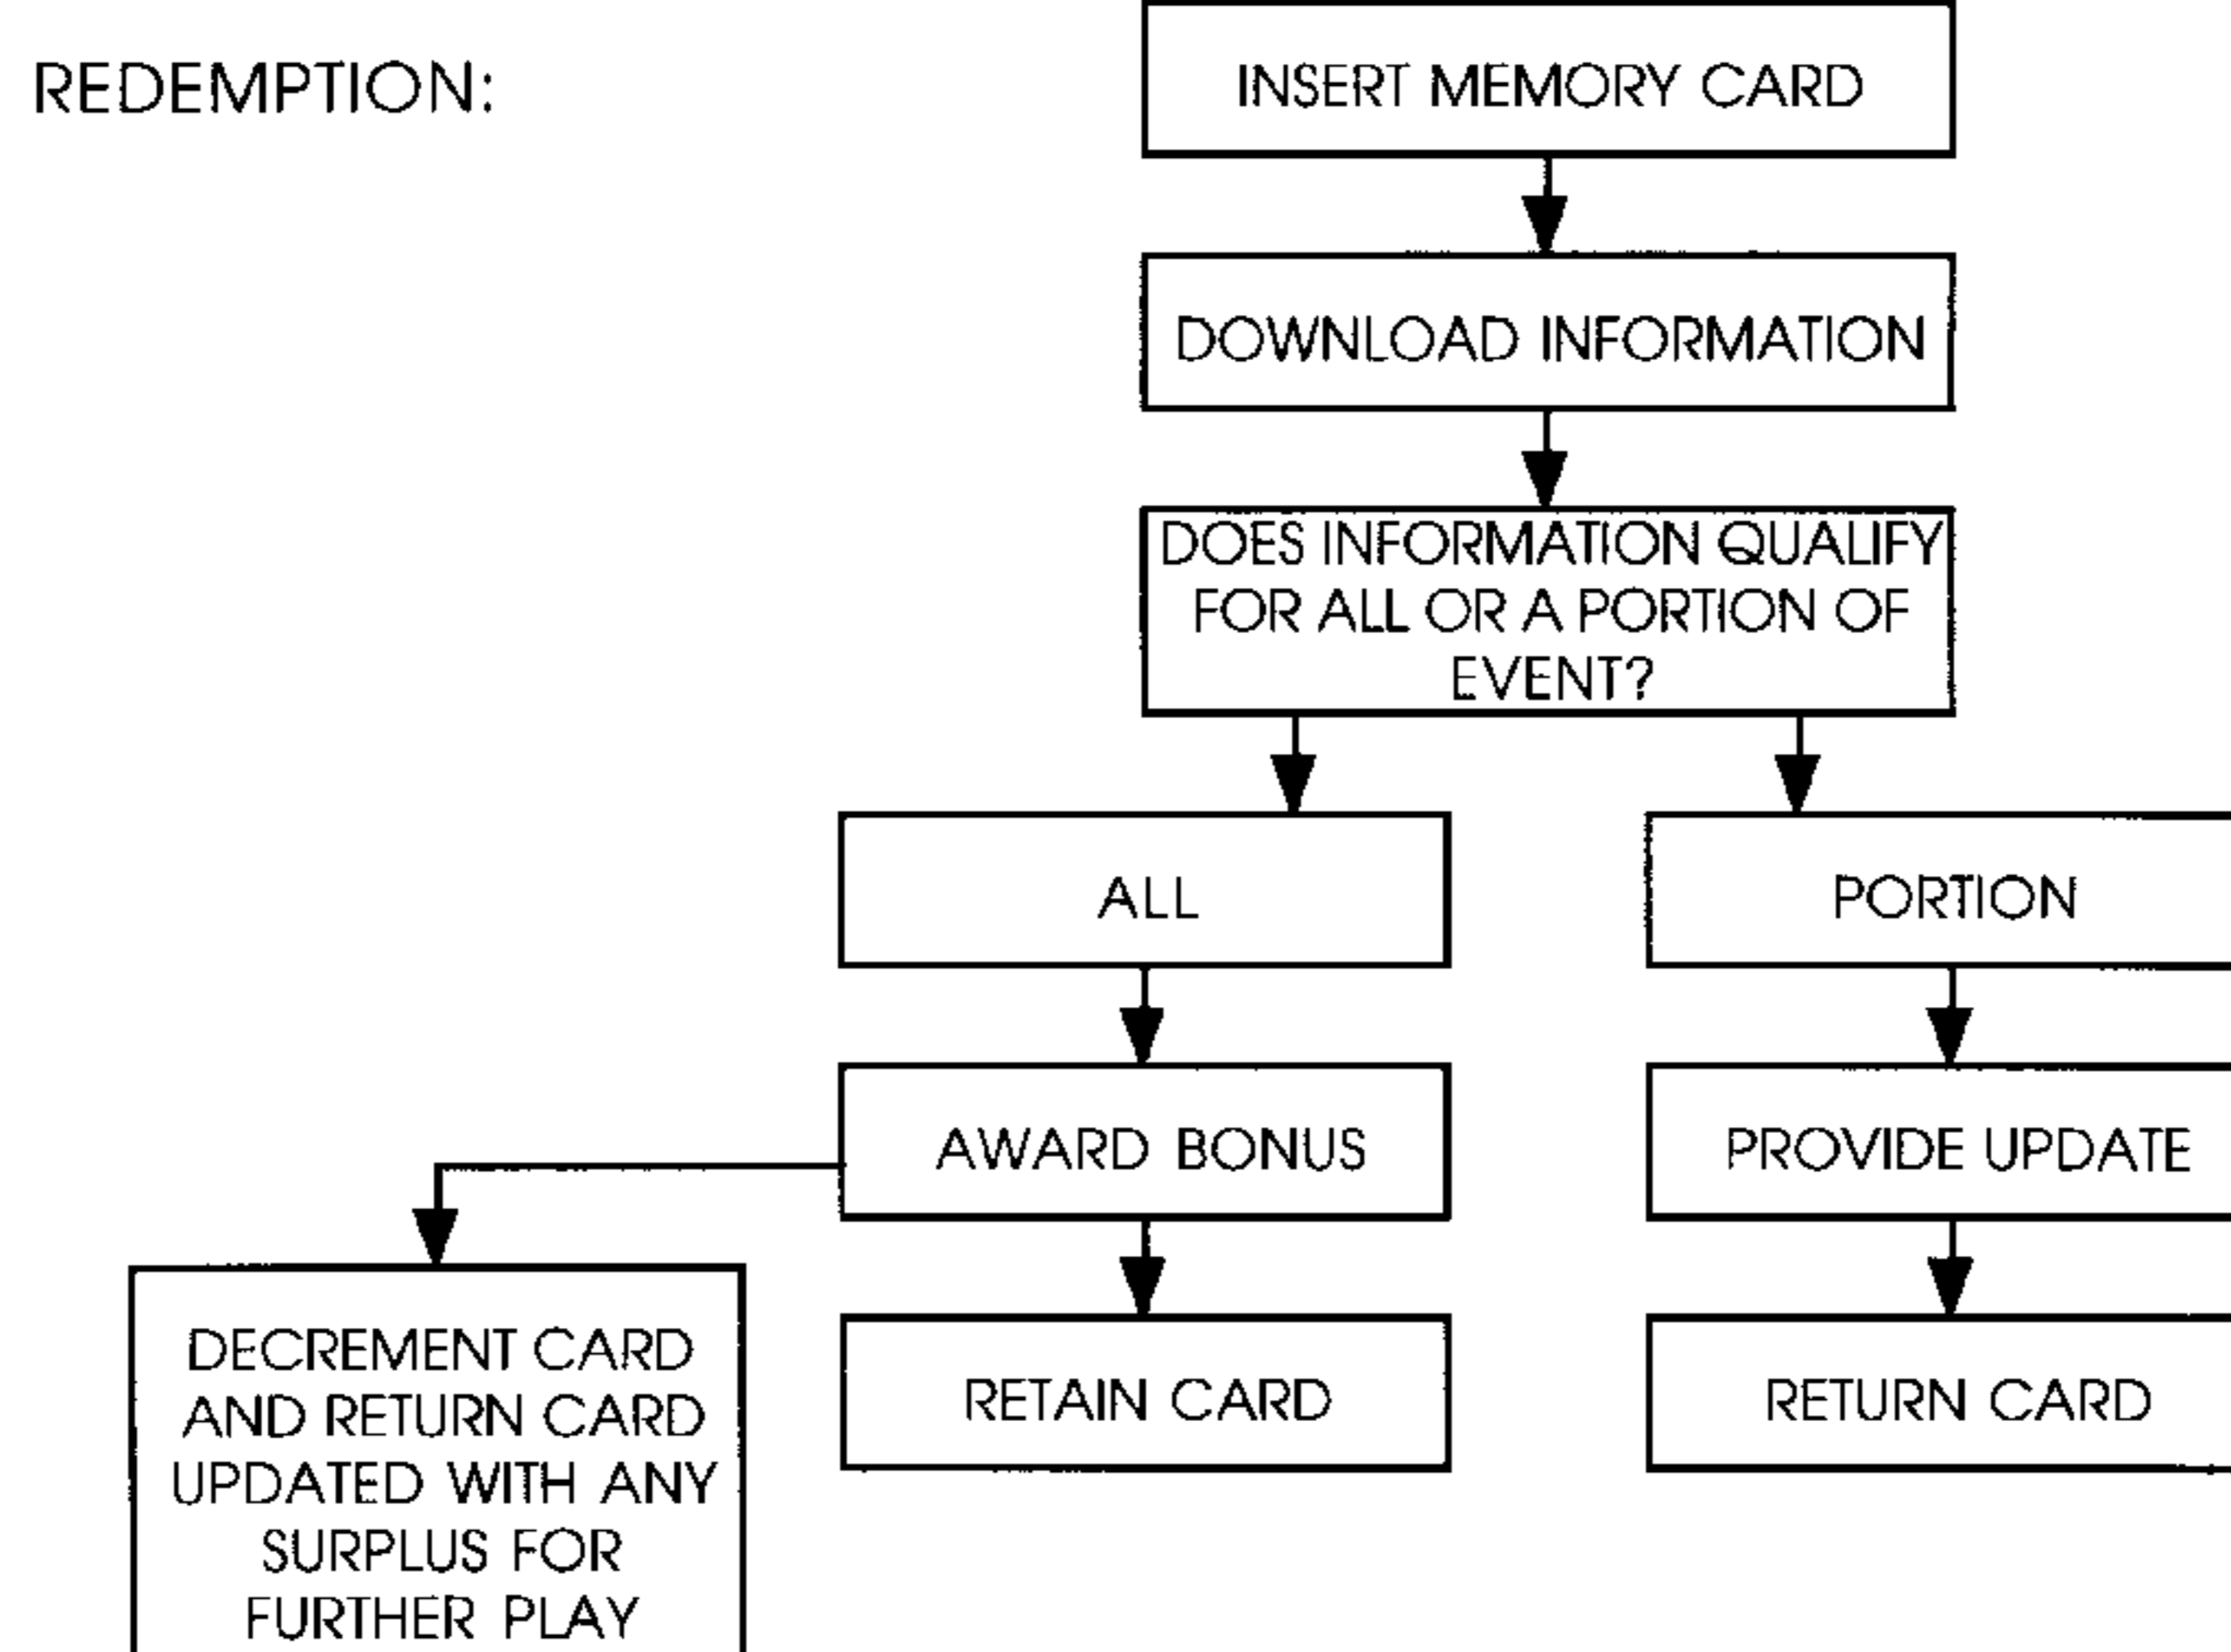 REDEMPTION:
INSERT MEMORY CARD
DOWNLOAD INFORMATION
DOES INFORMATION QUALIFY
FOR ALL OR A PORTION OF
EVENT?
ALL
PORTION
AWARD BONUS
PROVIDE UPDATE
DECREMENT CARD
AND RETURN CARD
UPDATED WITH ANY
SURPLUS FOR
FURTHER PLAY
RETAIN CARD
RETURN CARD